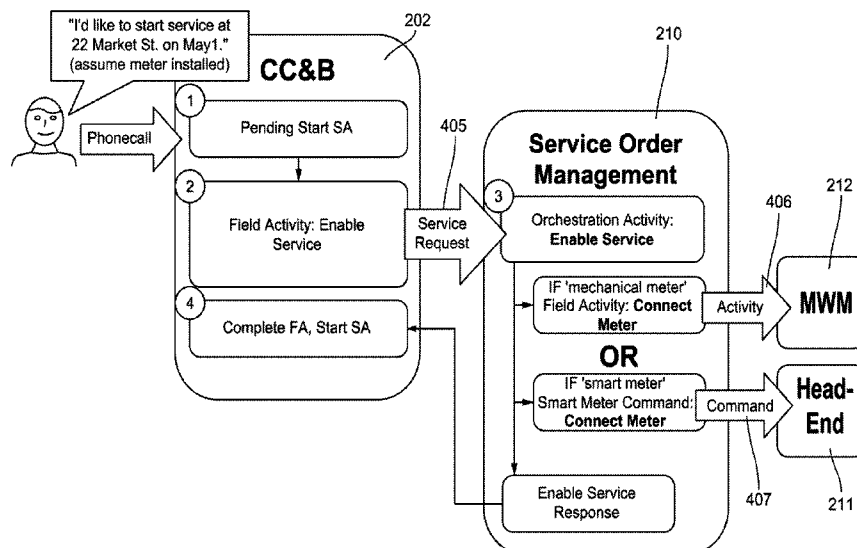 "I'd like to start service at
22 Market St. on May1."
(assume meter installed)
202
CC&B
210
1
Pending Start SA
Phonecall
405
Service Order
Management
2
Field Activity: Enable
Service
Service
Request
3
Orchestration Activity:
Enable Service
406
212
IF 'mechanical meter'
Field Activity: Connect
Meter
Activity
MWM
4
Complete FA, Start SA
OR
IF 'smart meter'
Smart Meter Command:
Connect Meter
Command
Head-
End
407
211
Enable Service
Response